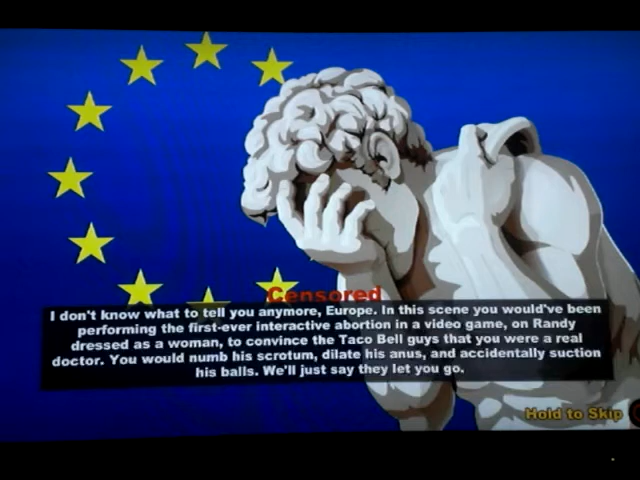 Censored
I don't know what to tell you anymore, Europe. In this scene you would've been
performing the first-ever interactive abortion in a video game, on Randy
dressed as a woman, to convince the Taco Bell guys that you were a real
doctor. You would numb his scrotum, dilate his anus, and accidentally suction
his balls. We'll just say they let you go.
Hold to Skip